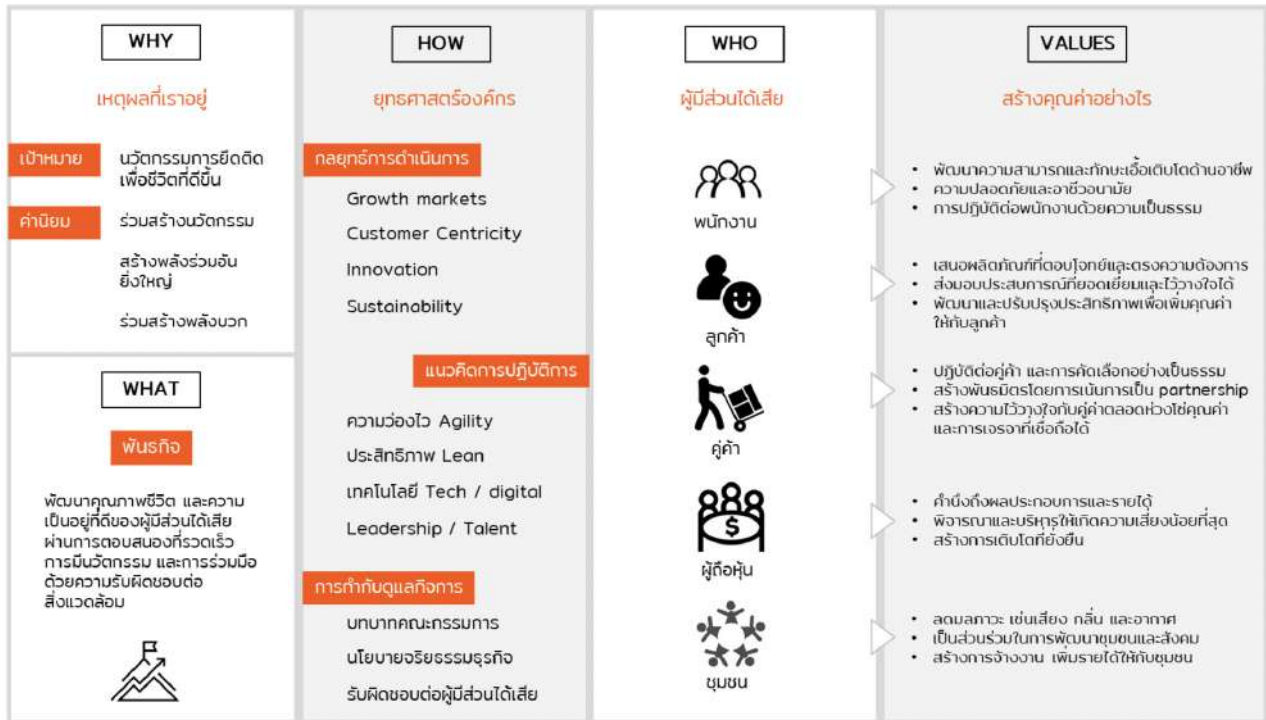 WHY
เหตุผลที่เราอยู่
เป้าหมาย
นวัตกรรมการยึดติด
เพื่อชีวิตที่ดีขึ้น
ค่านิยม
ร่วมสร้างนวัตกรรม
สร้างพลังร่วมอัน
ยิ่งใหญ่
ร่วมสร้างพลังบวก
WHAT
พันธกิจ
พัฒนาคุณภาพชีวิต และความ
เป็นอยู่ที่ดีของผู้มีส่วนได้เสีย
ผ่านการตอบสนองที่รวดเร็ว
การมีนวัตกรรม และการร่วมมือ
ด้วยความรับผิดชอบต่อ
สิ่งแวดล้อม
HOW
ยุทธศาสตร์องค์กร
กลยุทธ์การดำเนินการ
Growth markets
Customer Centricity
Innovation
Sustainability
แนวคิดการปฏิบัติการ
ความว่องไว Agility
ประสิทธิภาพ Lean
เทคโนโลยี Tech / digital
Leadership / Talent
การกำกับดูแลกิจการ
บทบาทคณะกรรมการ
นโยบายจริยธรรมธุรกิจ
รับผิดชอบต่อผู้มีส่วนได้เสีย
WHO
ผู้มีส่วนได้เสีย
พนักงาน
ลูกค้า
คู่ค้า
$
ผู้ถือหุ้น
ชุมชน
VALUES
สร้างคุณค่าอย่างไร
• พัฒนาความสามารถและทักษะเอื้อเติบโตด้านอาชีพ
• ความปลอดภัยและอาชีวอนามัย
• การปฏิบัติต่อพนักงานด้วยความเป็นธรรม
• เสนอผลิตภัณฑ์ที่ตอบโจทย์และตรงความต้องการ
• ส่งมอบประสบการณ์ที่ยอดเยี่ยมและไว้วางใจได้
• พัฒนาและปรับปรุงประสิทธิภาพเพื่อเพิ่มคุณค่า
ให้กับลูกค้า
• ปฏิบัติต่อคู่ค้า และการคัดเลือกอย่างเป็นธรรม
• สร้างพันธมิตรโดยการเน้นการเป็น partnership
• สร้างความไว้วางใจกับคู่ค้าตลอดห่วงโซ่คุณค่า
และการเจรจาที่เชื่อถือได้
• คำนึงถึงผลประกอบการและรายได้
• พิจารณาและบริหารให้เกิดความเสี่ยงน้อยที่สุด
• สร้างการเติบโตที่ยั่งยืน
• ลดมลภาวะ เช่นเสียง กลิ่น และอากาศ
• เป็นส่วนร่วมในการพัฒนาชุมชนและสังคม
• สร้างการจ้างงาน เพิ่มรายได้ให้กับชุมชน